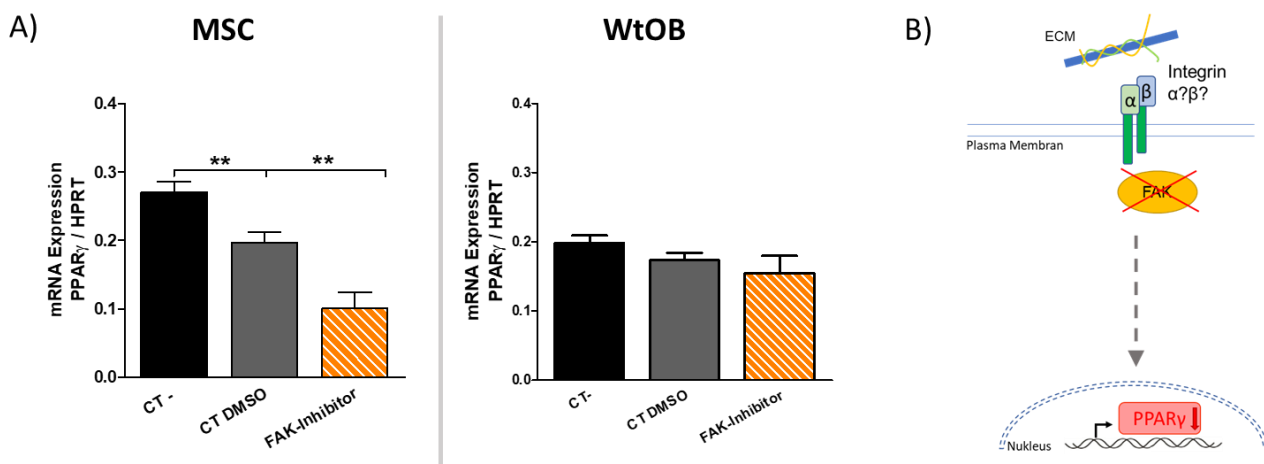 A)
MSC
mRNA Expression
PPARγ / HPRT
0.4
0.3
0.2
0.1
0.0
**
**
CT -
CT DMSO
FAK-Inhibitor
WtOB
mRNA Expression
PPARγ / HPRT
0.4
0.3
0.2
0.1
0.0
CT-
CT DMSO
FAK-Inhibitor
B)
ECM
Integrin
α?β?
α
β
Plasma Membran
FAK
PPARγ
Nukleus